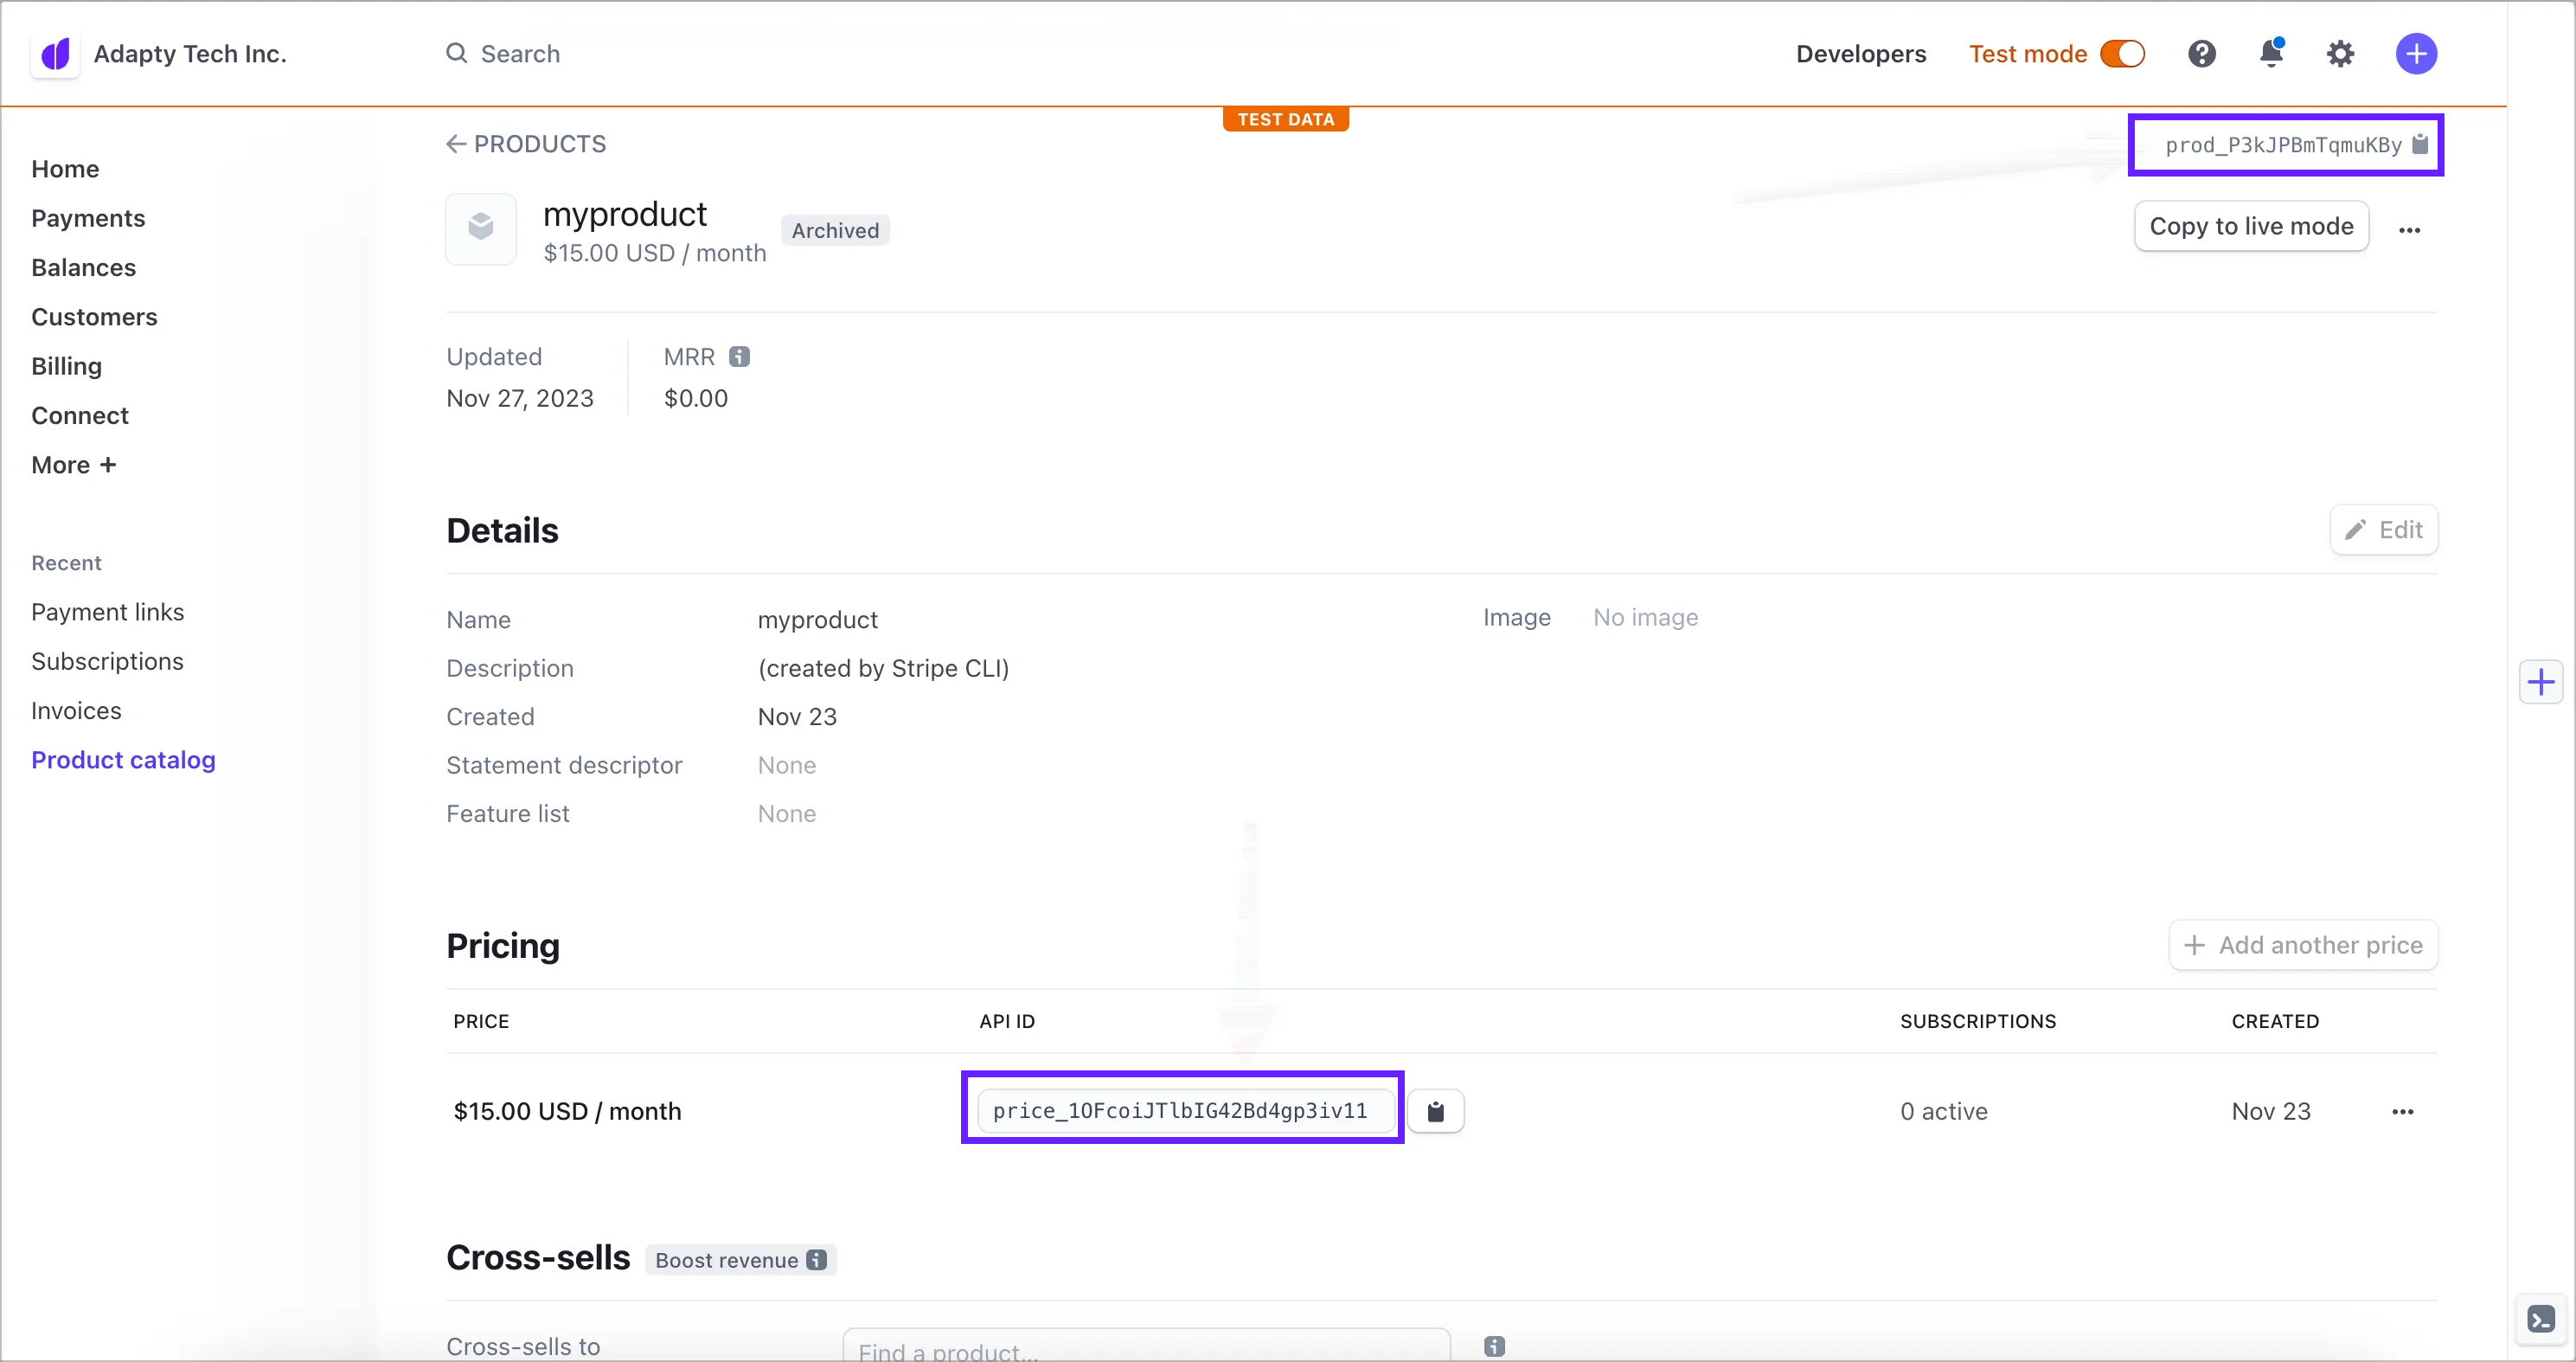 Adapty Tech Inc.
Search
Developers
Test mode
TEST DATA
Home
Payments
Balances
Customers
Billing
Connect
More +
Recent
Payment links
Subscriptions
Invoices
Product catalog
← PRODUCTS
prod_P3kJPBmTqmuKBy
myproduct
Archived
$15.00 USD / month
Copy to live mode
Updated
Nov 27, 2023
MRR
$0.00
Details
Edit
Name myproduct
Description (created by Stripe CLI)
Created Nov 23
Statement descriptor None
Feature list None
Image No image
Pricing
+ Add another price
PRICE API ID SUBSCRIPTIONS CREATED
$15.00 USD / month price_1OFcoiJTlbIG42Bd4gp3iv11 0 active Nov 23
Cross-sells Boost revenue
Cross-sells to Find a product...